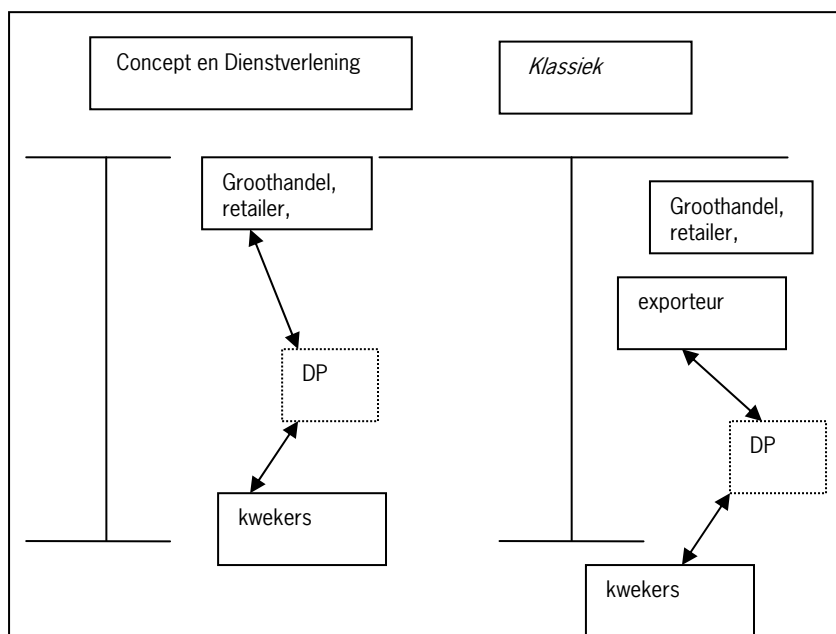 Concept en Dienstverlening
Klassiek
Groothandel,
retailer,
Groothandel,
retailer,
exporteur
DP
DP
kwekers
kwekers